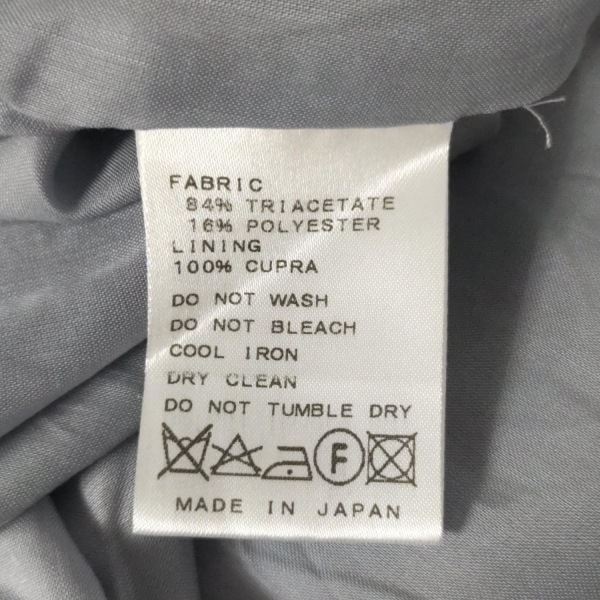 FABRIC
84% TRIACETATE
16% POLYESTER
LINING
100% CUPRA
DO NOT WASH
DO NOT BLEACH
COOL IRON
DRY CLEAN
DO NOT TUMBLE DRY
F
MADE IN JAPAN